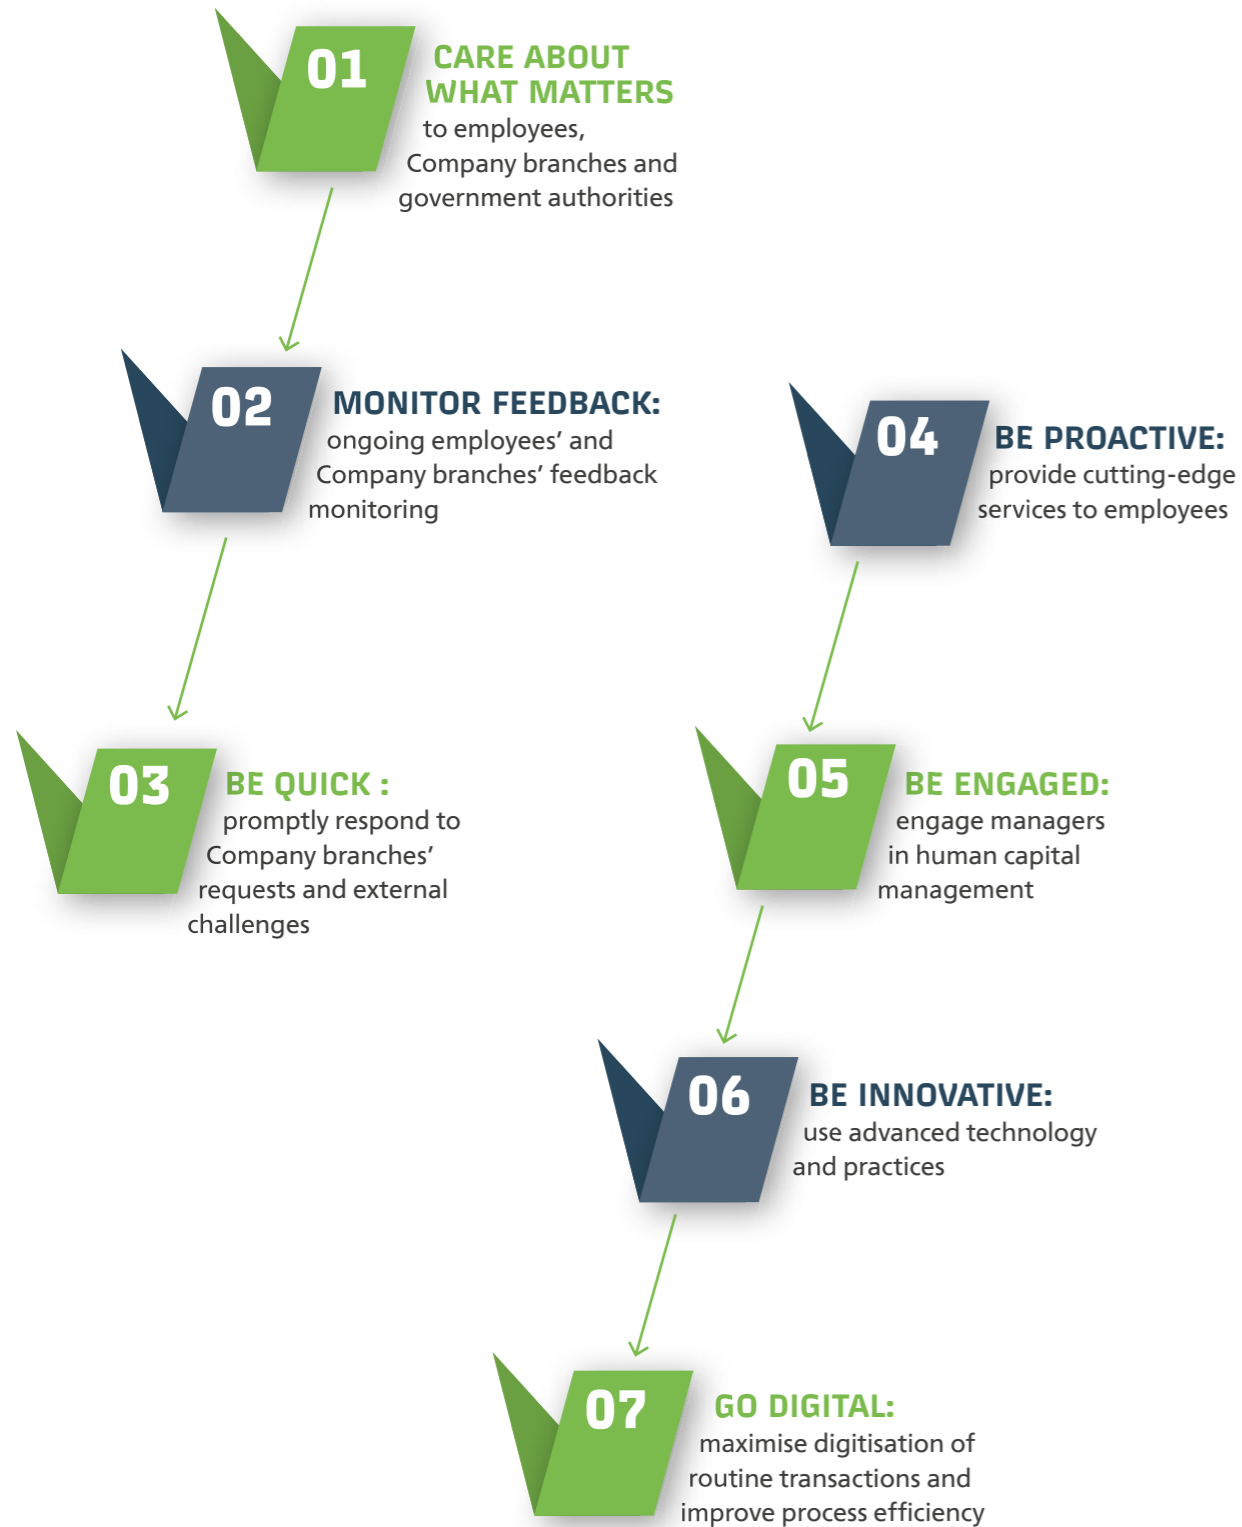 01
CARE ABOUT
WHAT MATTERS
to employees,
Company branches and
government authorities
02
MONITOR FEEDBACK:
ongoing employees’ and
Company branches’ feedback
monitoring
03
BE QUICK :
promptly respond to
Company branches’
requests and external
challenges
04
BE PROACTIVE:
provide cutting-edge
services to employees
05
BE ENGAGED:
engage managers
in human capital
management
06
BE INNOVATIVE:
use advanced technology
and practices
07
GO DIGITAL:
maximise digitisation of
routine transactions and
improve process efficiency